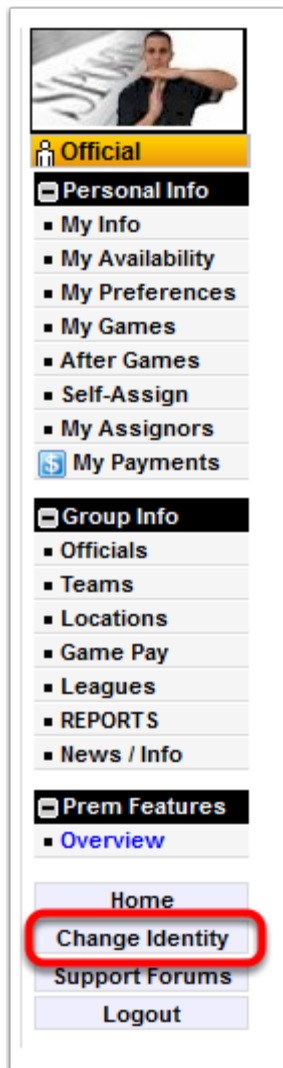 SPORT
Official
Personal Info
My Info
My Availability
My Preferences
My Games
After Games
Self-Assign
My Assignors
$ My Payments
Group Info
Officials
Teams
Locations
Game Pay
Leagues
REPORTS
News / Info
Prem Features
Overview
Home
Change Identity
Support Forums
Logout